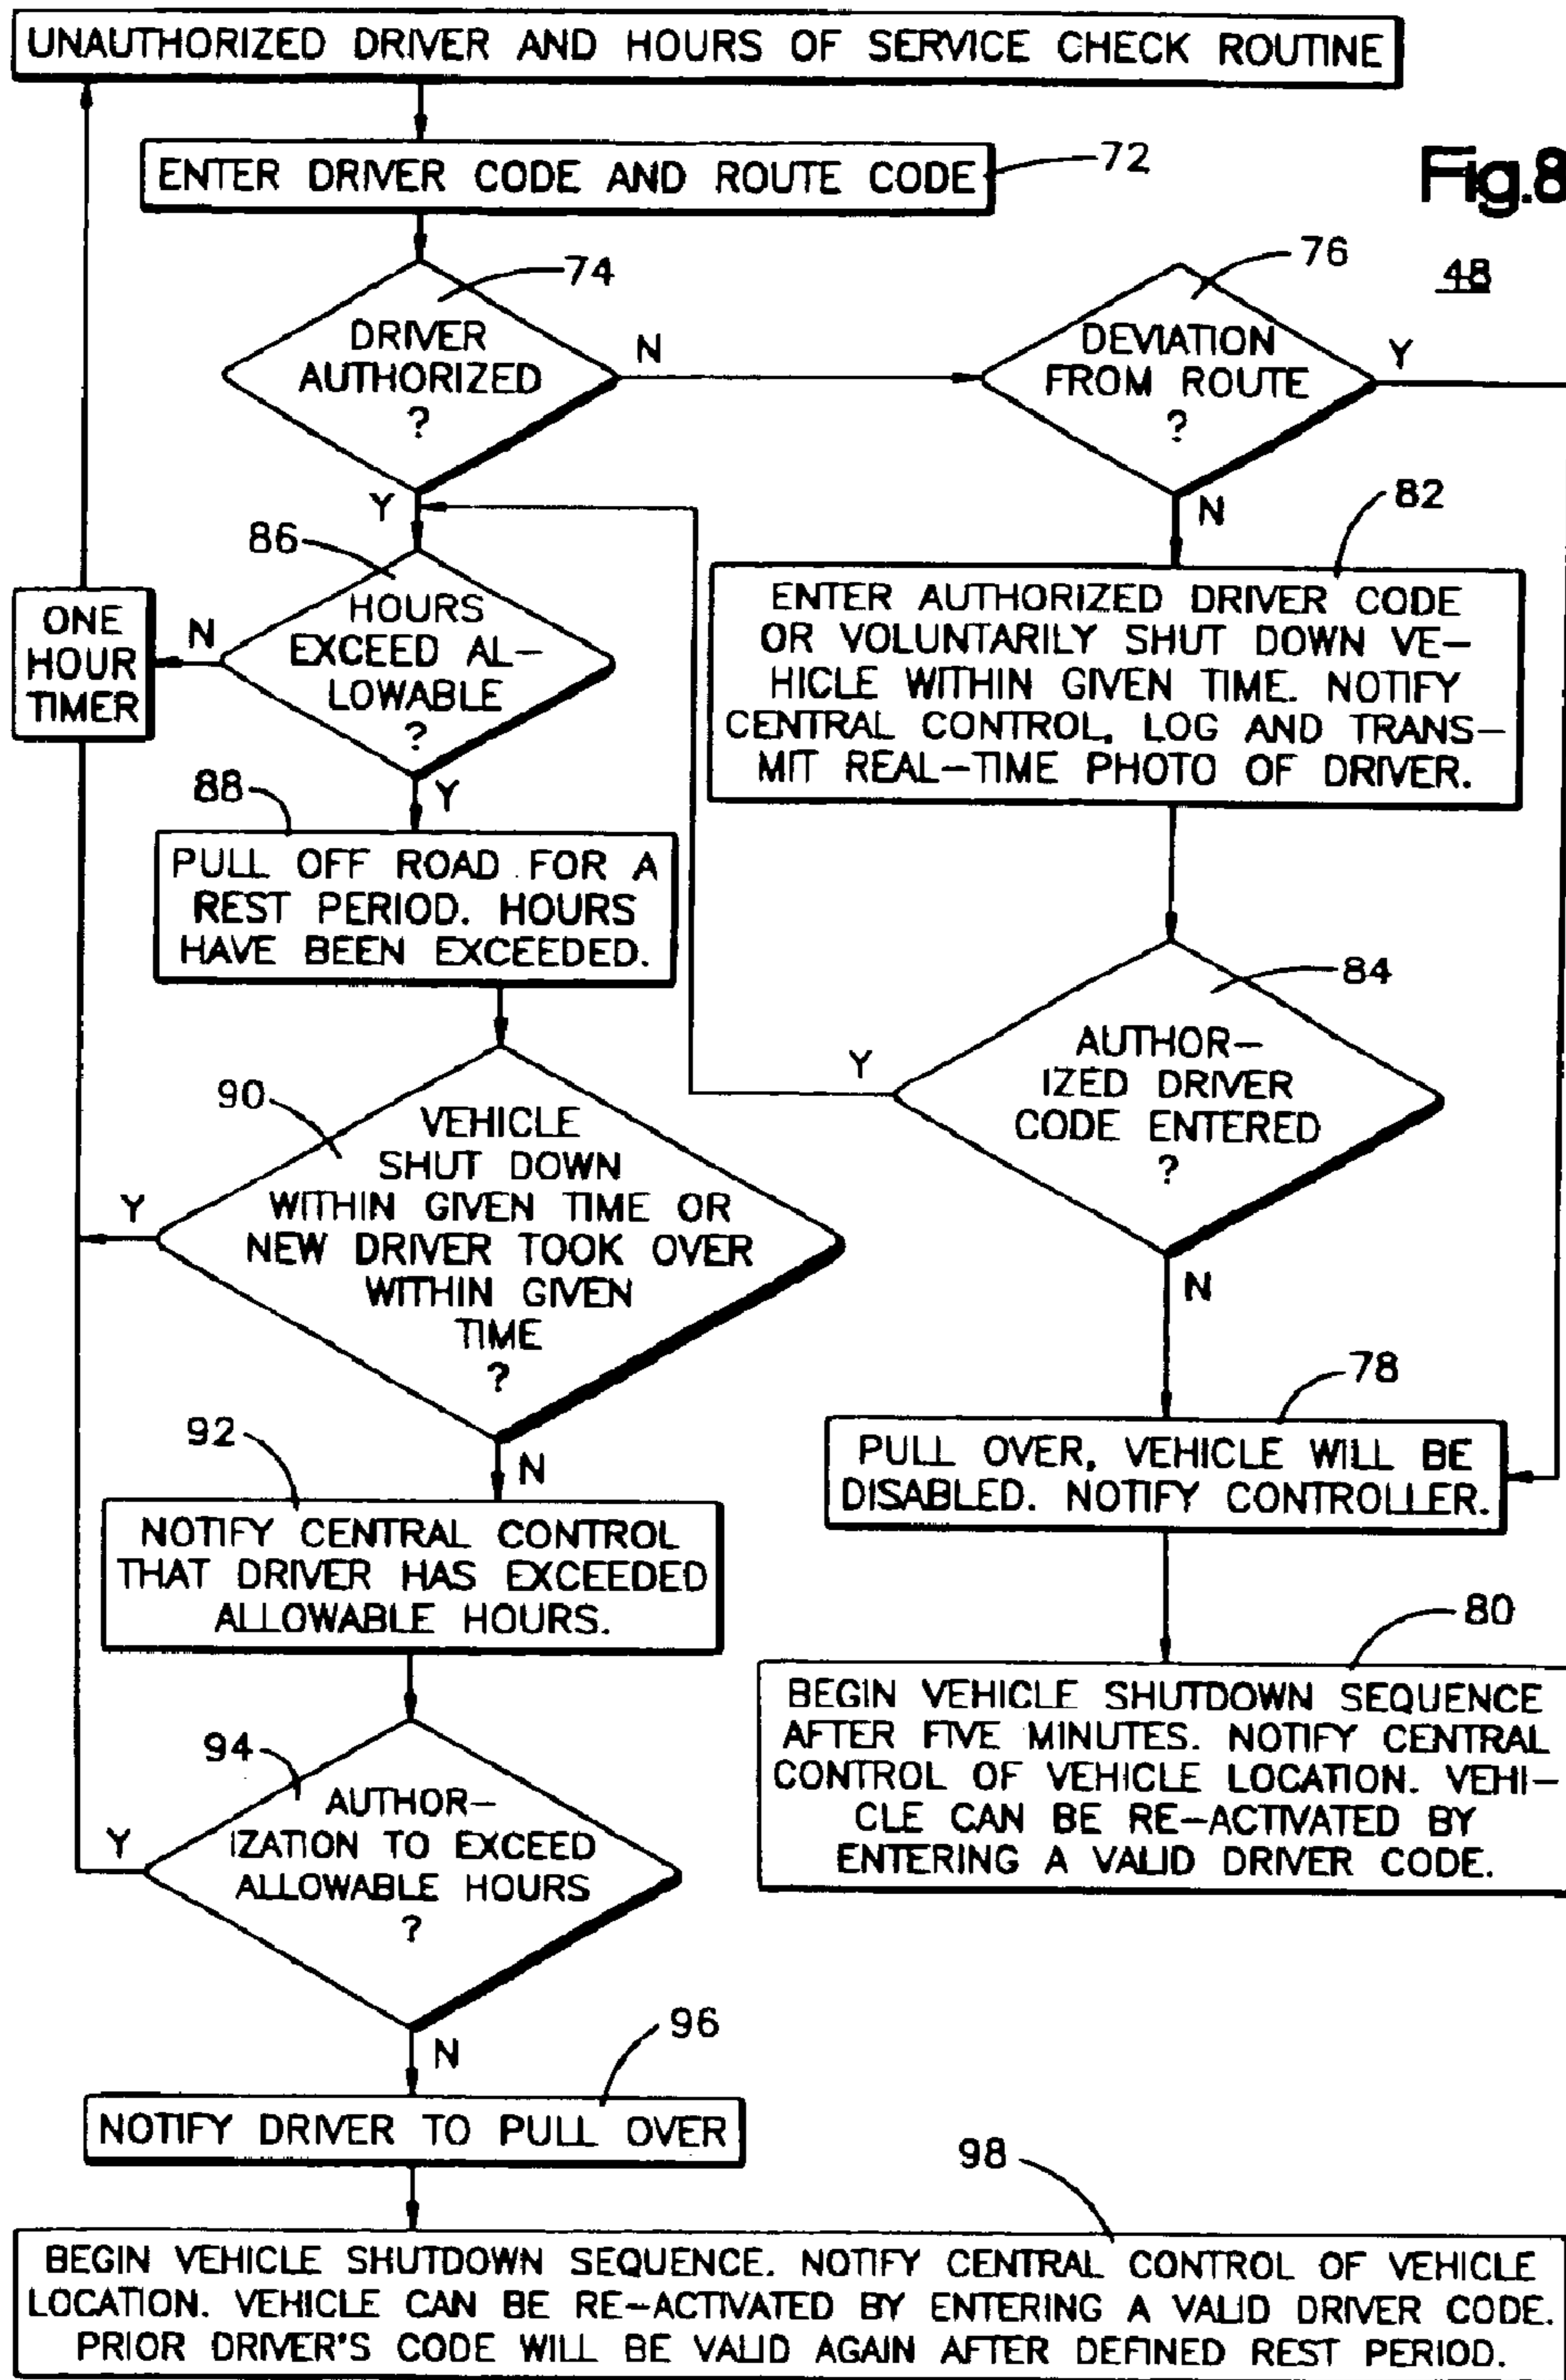 UNAUTHORIZED DRIVER AND HOURS OF SERVICE CHECK ROUTINE
ENTER DRIVER CODE AND ROUTE CODE
72
Fig.8
48
74
DRIVER
AUTHORIZED
?
N
Y
76
DEVIATION
FROM ROUTE
?
Y
N
82
ENTER AUTHORIZED DRIVER CODE
OR VOLUNTARILY SHUT DOWN VE-
HICLE WITHIN GIVEN TIME. NOTIFY
CENTRAL CONTROL, LOG AND TRANS-
MIT REAL-TIME PHOTO OF DRIVER.
86
HOURS
EXCEED AL-
LOWABLE
?
N
Y
ONE
HOUR
TIMER
88
PULL OFF ROAD FOR A
REST PERIOD. HOURS
HAVE BEEN EXCEEDED.
84
AUTHOR-
IZED DRIVER
CODE ENTERED
?
Y
N
90
VEHICLE
SHUT DOWN
WITHIN GIVEN TIME OR
NEW DRIVER TOOK OVER
WITHIN GIVEN
TIME
?
Y
N
78
PULL OVER, VEHICLE WILL BE
DISABLED. NOTIFY CONTROLLER.
92
NOTIFY CENTRAL CONTROL
THAT DRIVER HAS EXCEEDED
ALLOWABLE HOURS.
80
BEGIN VEHICLE SHUTDOWN SEQUENCE
AFTER FIVE MINUTES. NOTIFY CENTRAL
CONTROL OF VEHICLE LOCATION. VEHI-
CLE CAN BE RE-ACTIVATED BY
ENTERING A VALID DRIVER CODE.
94
AUTHOR-
IZATION TO EXCEED
ALLOWABLE HOURS
?
Y
N
96
NOTIFY DRIVER TO PULL OVER
98
BEGIN VEHICLE SHUTDOWN SEQUENCE. NOTIFY CENTRAL CONTROL OF VEHICLE
LOCATION. VEHICLE CAN BE RE-ACTIVATED BY ENTERING A VALID DRIVER CODE.
PRIOR DRIVER'S CODE WILL BE VALID AGAIN AFTER DEFINED REST PERIOD.